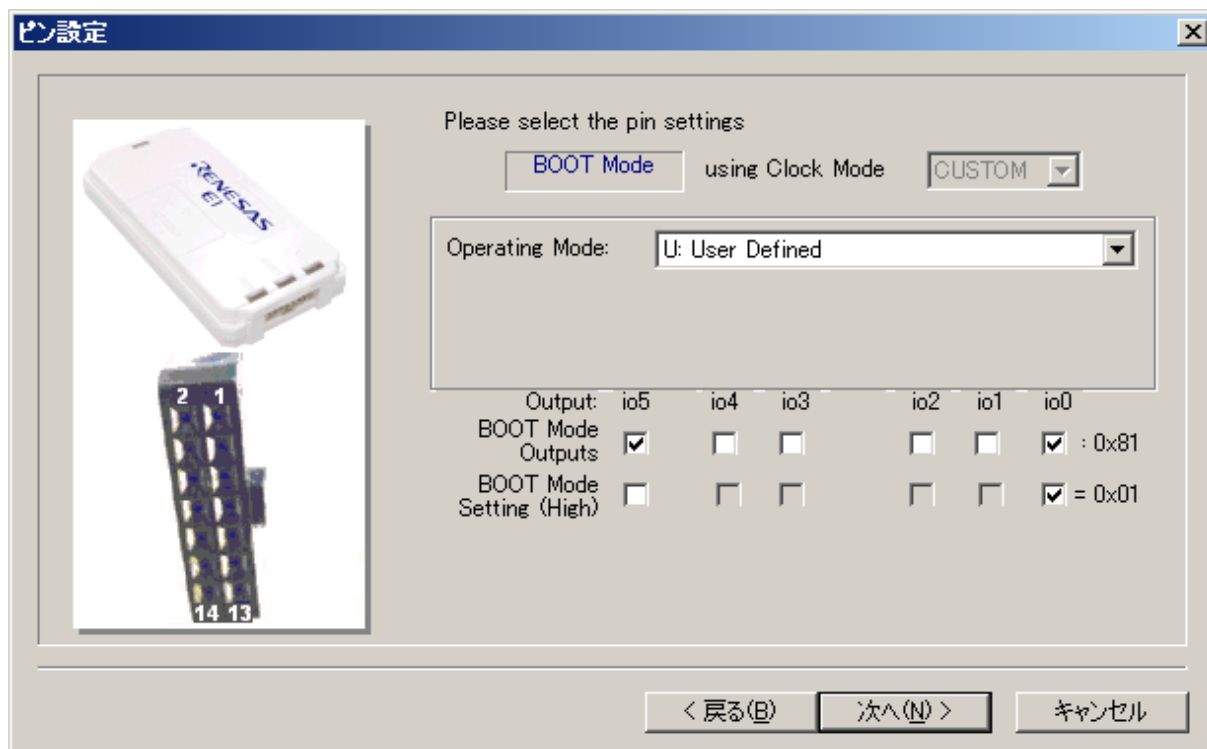 ピン設定
Please select the pin settings
BOOT Mode using Clock Mode CUSTOM
RENESAS
E1
Operating Mode: U: User Defined
2 1
14 13
Output: io5 io4 io3 io2 io1 io0
BOOT Mode
Outputs : 0x81
BOOT Mode
Setting (High) = 0x01
< 戻る(B)
次へ(N) >
キャンセル